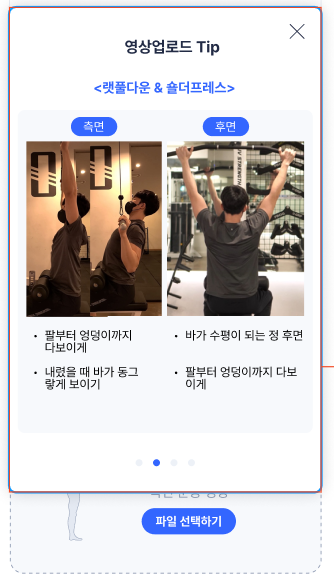 영상업로드 Tip
<랫풀다운 & 숄더프레스>
측면
후면
• 팔부터 엉덩이까지
다보이게
• 내렸을 때 바가 동그
랗게 보이기
• 바가 수평이 되는 정 후면
• 팔부터 엉덩이까지 다보
이게
파일 선택하기